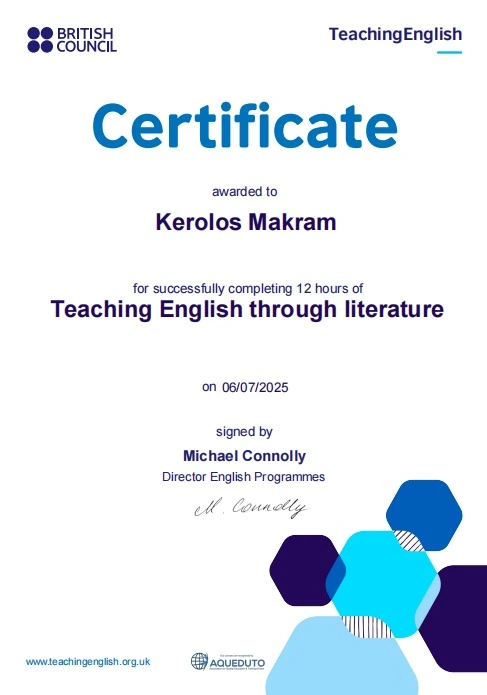 BRITISH
COUNCIL
TeachingEnglish
Certificate
awarded to
Kerolos Makram
for successfully completing 12 hours of
Teaching English through literature
on 06/07/2025
signed by
Michael Connolly
Director English Programmes
M. Connolly
www.teachingenglish.org.uk
AQUEDUTO